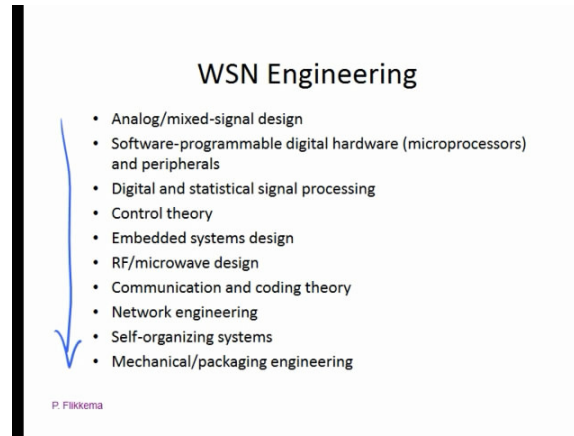 WSN Engineering
• Analog/mixed-signal design
• Software-programmable digital hardware (microprocessors)
and peripherals
• Digital and statistical signal processing
• Control theory
• Embedded systems design
• RF/microwave design
• Communication and coding theory
• Network engineering
• Self-organizing systems
• Mechanical/packaging engineering
P. Flikkema